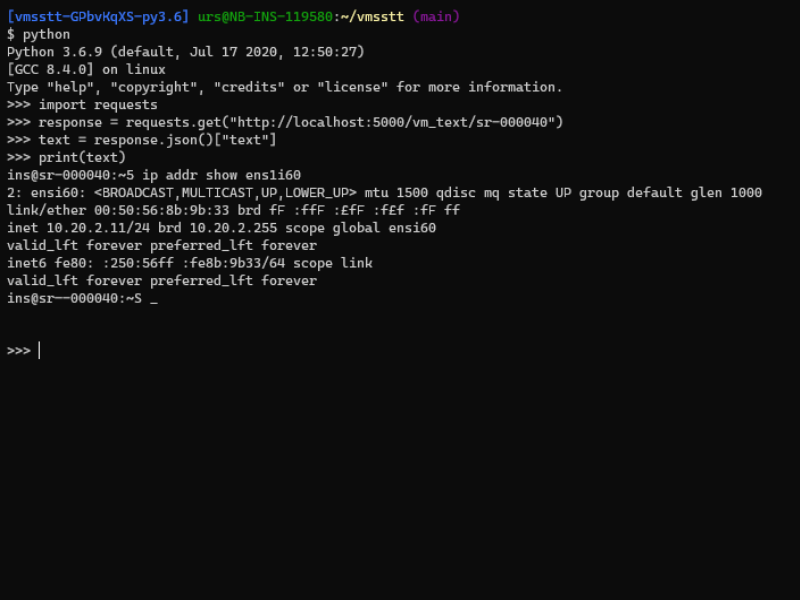 [vmsstt-GPbvKqXS-py3.6] urs@NB-INS-119580:~/vmsstt (main)
$ python
Python 3.6.9 (default, Jul 17 2020, 12:50:27)
[GCC 8.4.0] on linux
Type "help", "copyright", "credits" or "license" for more information.
>>> import requests
>>> response = requests.get("http://localhost:5000/vm_text/sr-000040")
>>> text = response.json()["text"]
>>> print(text)
ins@sr-000040:~5 ip addr show ens1i60
2: ensi60: <BROADCAST,MULTICAST,UP,LOWER_UP> mtu 1500 qdisc mq state UP group default glen 1000
link/ether 00:50:56:8b:9b:33 brd fF :ffF :£fF :f£f :fF ff
inet 10.20.2.11/24 brd 10.20.2.255 scope global ensi60
valid_lft forever preferred_lft forever
inet6 fe80: :250:56ff :fe8b:9b33/64 scope link
valid_lft forever preferred_lft forever
ins@sr--000040:~S _
>>>